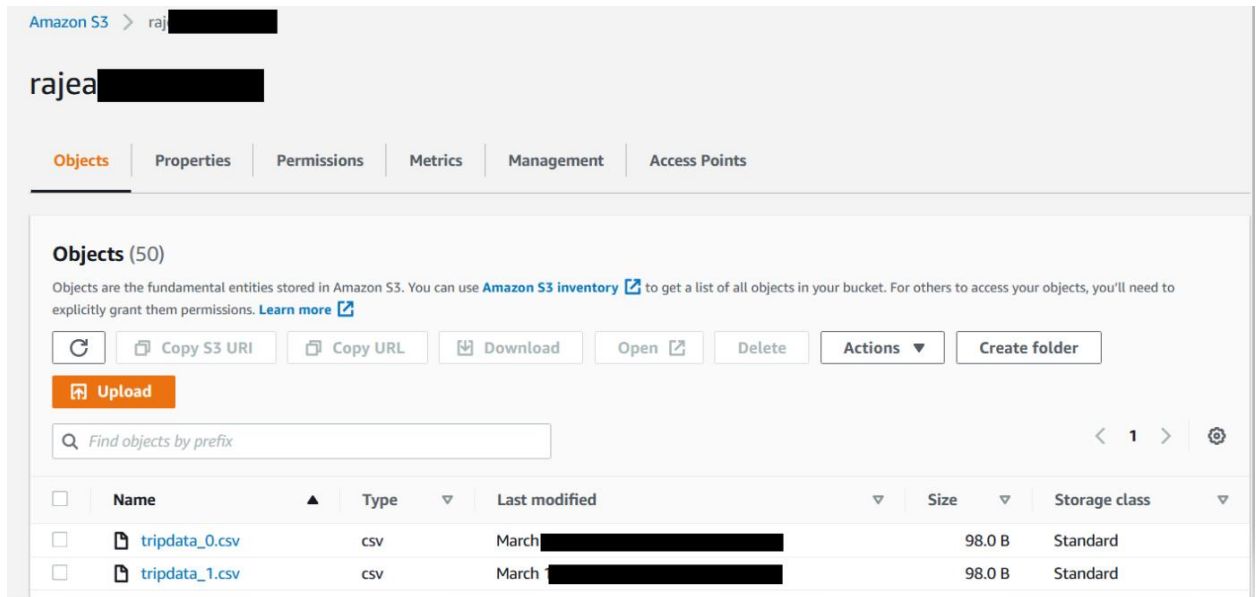 Amazon S3 > raj
rajea
Objects Properties Permissions Metrics Management Access Points
Objects (50)
Objects are the fundamental entities stored in Amazon S3. You can use Amazon S3 inventory to get a list of all objects in your bucket. For others to access your objects, you'll need to
explicitly grant them permissions. Learn more
Copy S3 URI Copy URL Download Open Delete Actions Create folder
Upload
Find objects by prefix
< 1 >
Name Type Last modified Size Storage class
tripdata_0.csv csv March 98.0 B Standard
tripdata_1.csv csv March 1 98.0 B Standard